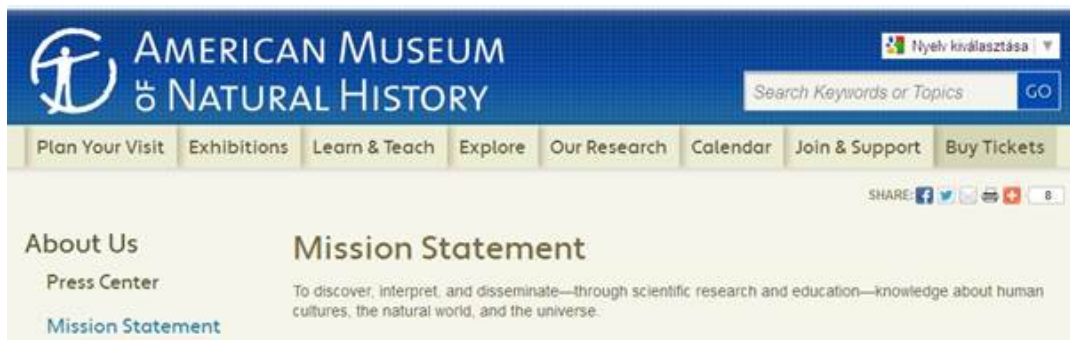 AMERICAN MUSEUM
OF NATURAL HISTORY
Nyelv kiválasztása
Search Keywords or Topics GO
Plan Your Visit Exhibitions Learn & Teach Explore Our Research Calendar Join & Support Buy Tickets
SHARE: 8
About Us
Press Center
Mission Statement
Mission Statement
To discover, interpret, and disseminate—through scientific research and education—knowledge about human
cultures, the natural world, and the universe.